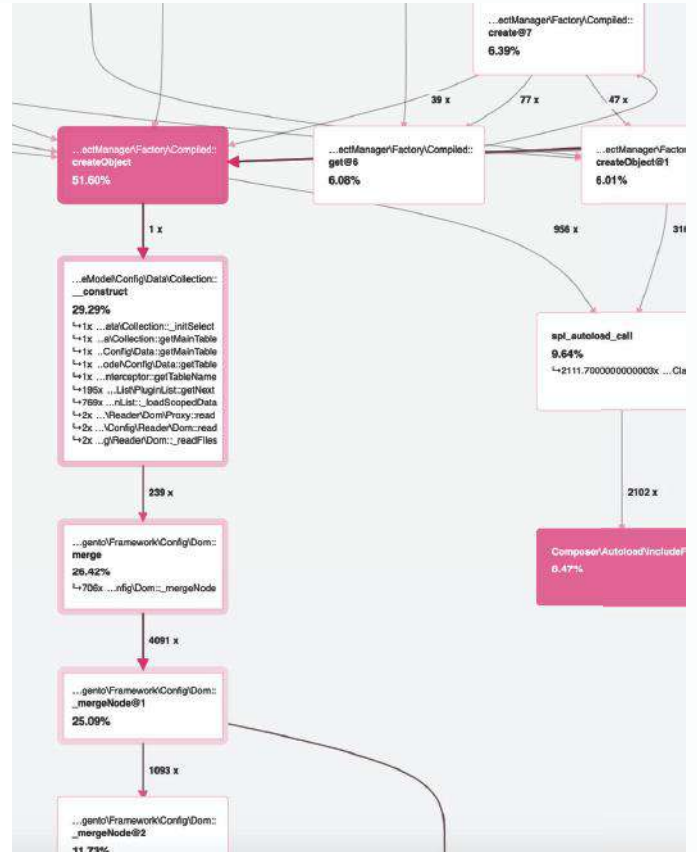 ...ectManager\Factory\Compiled::
create@7
6.39%
39 x
77 x
47 x
...ectManager\Factory\Compiled::
createObject
51.60%
...ectManager\Factory\Compiled::
get@6
6.08%
...ectManager\Factor
createObject@1
6.01%
1 x
956 x
316
...eModel\Config\Data\Collection::
__construct
29.29%
↳1x ...ata\Collection::_initSelect
↳1x ...a\Collection::getMainTable
↳1x ...Config\Data::getMainTable
↳1x ...odel\Config\Data::getTable
↳1x ...nterceptor::getTableName
↳195x ...List\PluginList::getNext
↳769x ...nList::_loadScopedData
↳2x ...\Reader\Dom\Proxy::read
↳2x ...\Config\Reader\Dom::read
↳2x ...g\Reader\Dom::_readFiles
spl_autoload_call
9.64%
↳2111.7000000000003x ...Cla
239 x
2102 x
...gento\Framework\Config\Dom::
merge
26.42%
↳706x ...nfig\Dom::_mergeNode
Composer\Autoload\includeF
8.47%
4091 x
...gento\Framework\Config\Dom::
_mergeNode@1
25.09%
1093 x
...gento\Framework\Config\Dom::
_mergeNode@2
11.73%